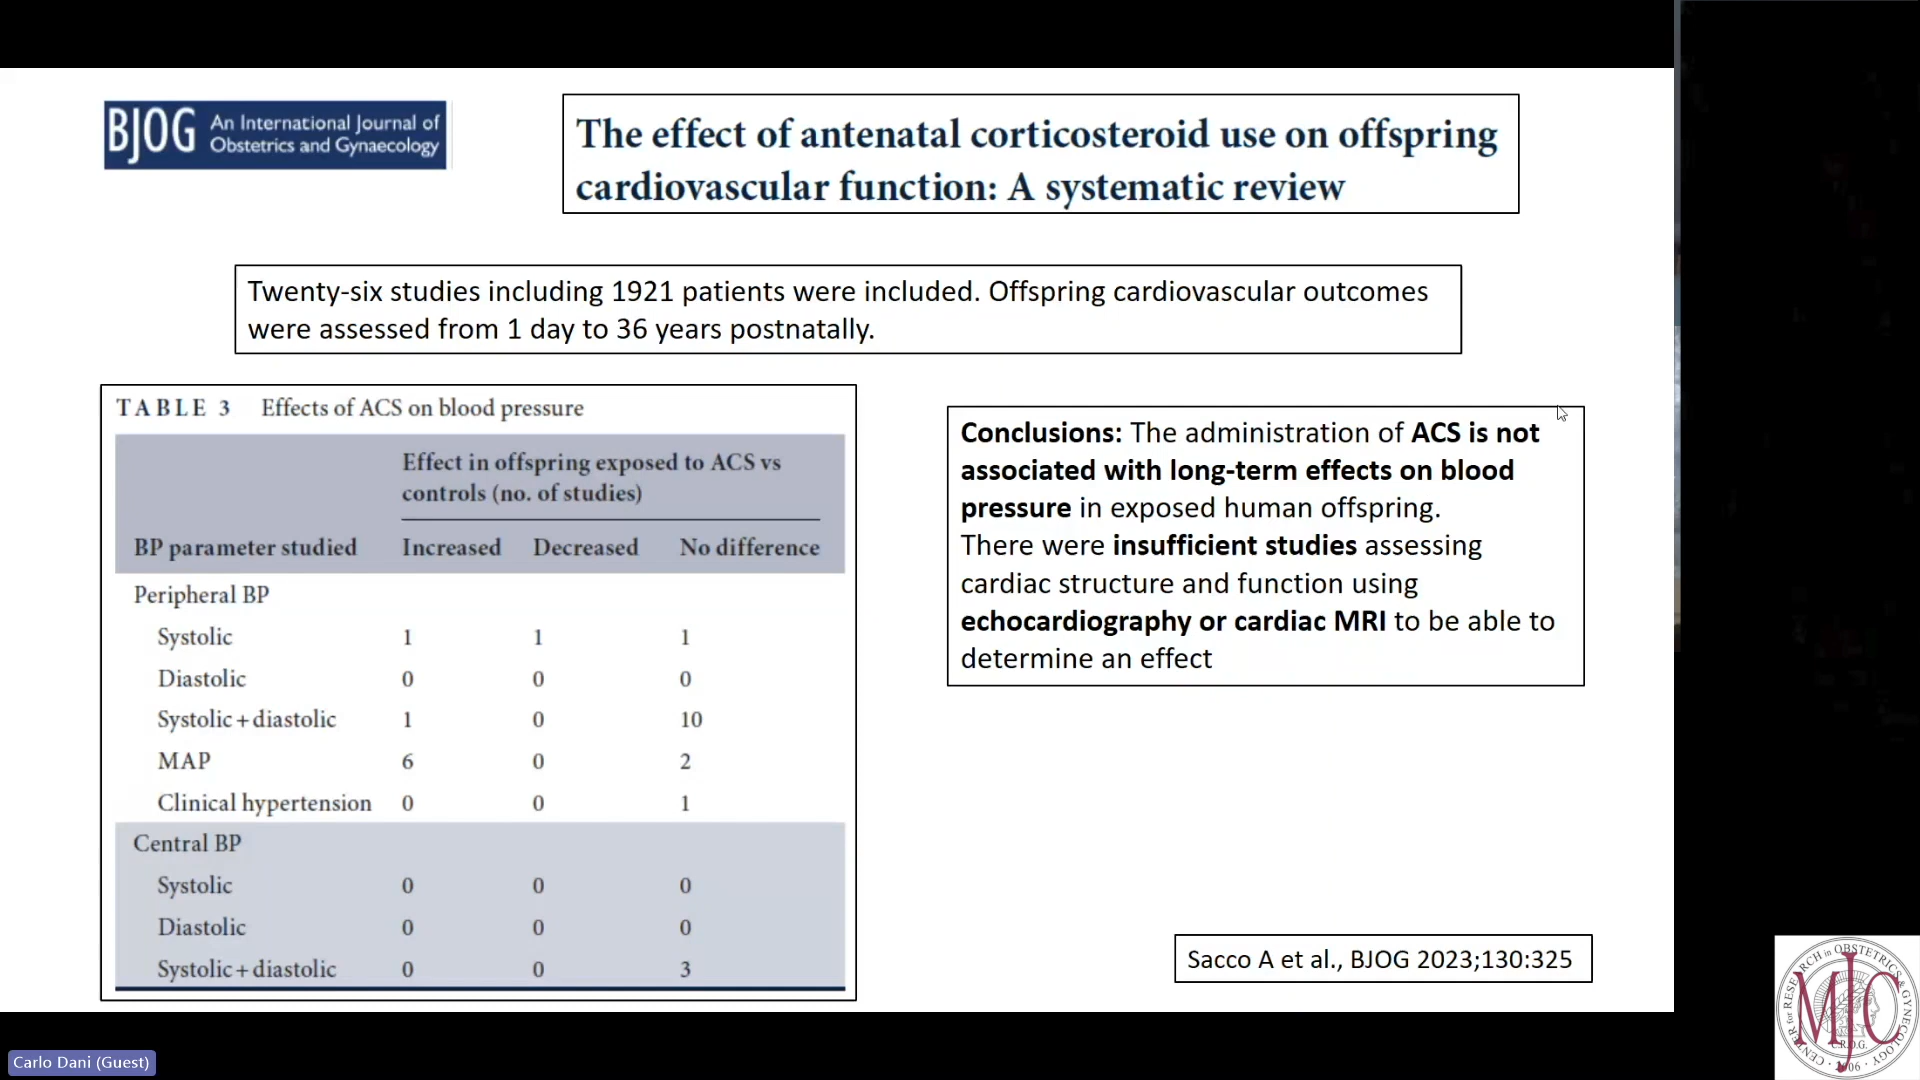 BJOG An International Journal of
Obstetrics and Gynaecology
The effect of antenatal corticosteroid use on offspring
cardiovascular function: A systematic review
Twenty-six studies including 1921 patients were included. Offspring cardiovascular outcomes
were assessed from 1 day to 36 years postnatally.
TABLE 3 Effects of ACS on blood pressure
Effect in offspring exposed to ACS vs
controls (no. of studies)
BP parameter studied Increased Decreased No difference
Peripheral BP
Systolic 1 1 1
Diastolic 0 0 0
Systolic + diastolic 1 0 10
MAP 6 0 2
Clinical hypertension 0 0 1
Central BP
Systolic 0 0 0
Diastolic 0 0 0
Systolic + diastolic 0 0 3
Conclusions: The administration of ACS is not
associated with long-term effects on blood
pressure in exposed human offspring.
There were insufficient studies assessing
cardiac structure and function using
echocardiography or cardiac MRI to be able to
determine an effect
Sacco A et al., BJOG 2023;130:325
CENTER for RESEARCH in OBSTETRICS & GYNECOLOGY
MJC
C.R.O.G.
2006
Carlo Dani (Guest)